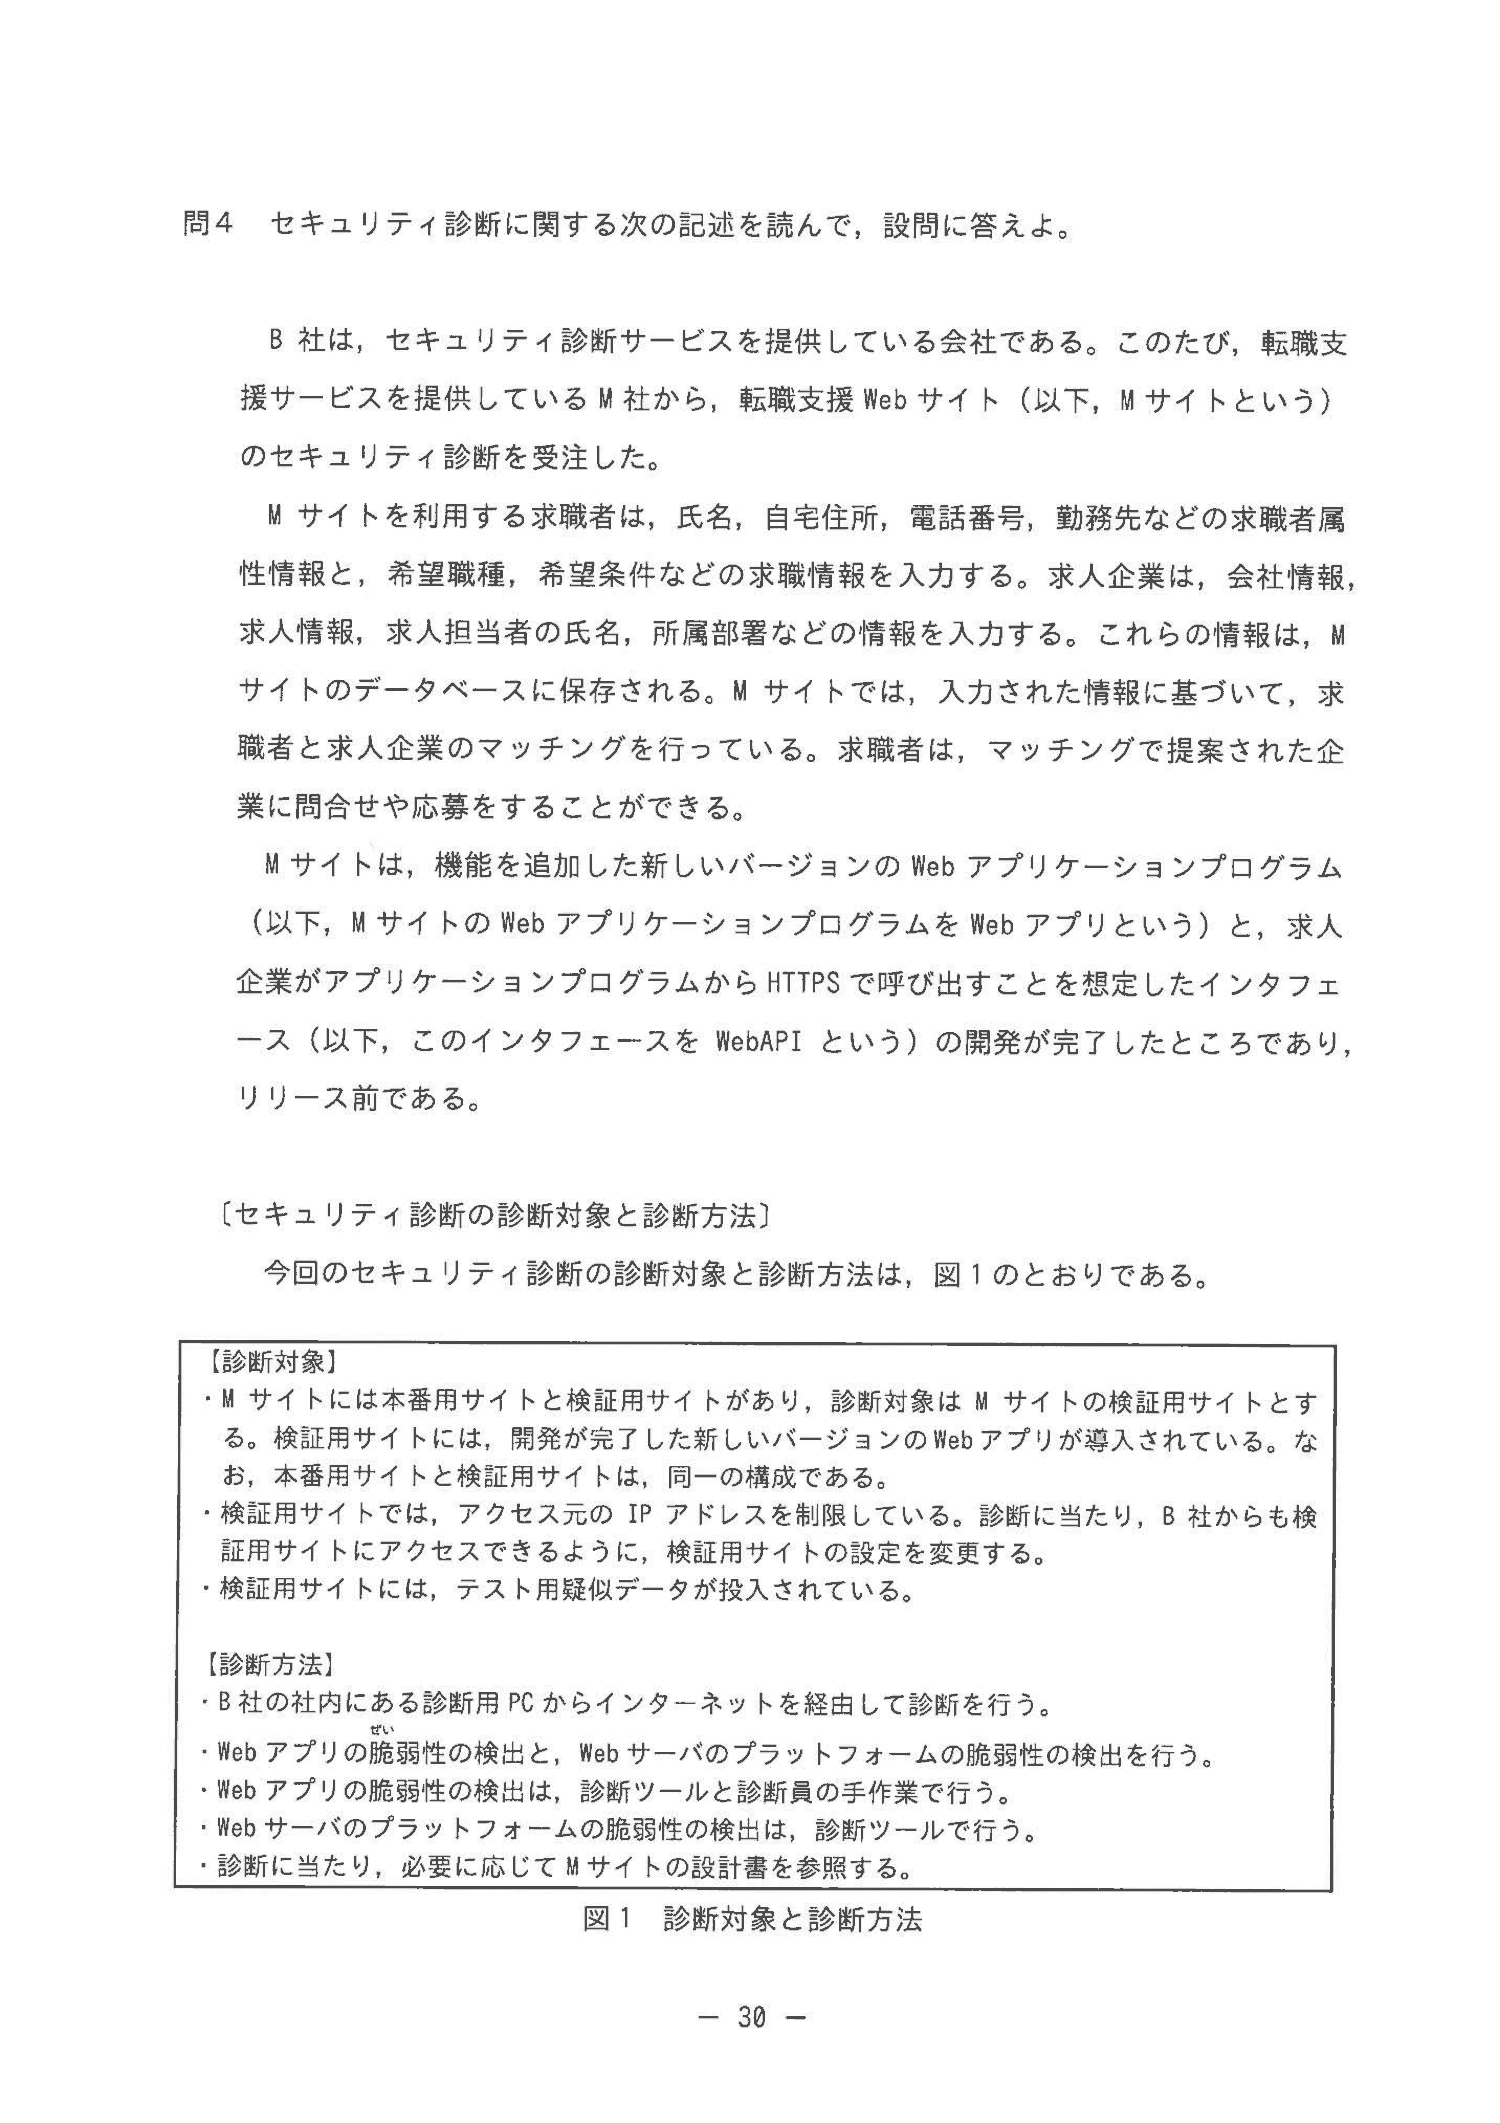 問4　セキュリティ診断に関する次の記述を読んで，設問に答えよ。
B 社は，セキュリティ診断サービスを提供している会社である。このたび，転職支
援サービスを提供している M 社から，転職支援 Web サイト（以下，M サイトという）
のセキュリティ診断を受注した。
M サイトを利用する求職者は，氏名，自宅住所，電話番号，勤務先などの求職者属
性情報と，希望職種，希望条件などの求職情報を入力する。求人企業は，会社情報，
求人情報，求人担当者の氏名，所属部署などの情報を入力する。これらの情報は，M
サイトのデータベースに保存される。M サイトでは，入力された情報に基づいて，求
職者と求人企業のマッチングを行っている。求職者は，マッチングで提案された企
業に問合せや応募をすることができる。
M サイトは，機能を追加した新しいバージョンの Web アプリケーションプログラム
（以下，M サイトの Web アプリケーションプログラムを Web アプリという）と，求人
企業がアプリケーションプログラムから HTTPS で呼び出すことを想定したインタフェ
ース（以下，このインタフェースを WebAPI という）の開発が完了したところであり，
リリース前である。
〔セキュリティ診断の診断対象と診断方法〕
今回のセキュリティ診断の診断対象と診断方法は，図 1 のとおりである。
【診断対象】
・M サイトには本番用サイトと検証用サイトがあり，診断対象は M サイトの検証用サイトとす
る。検証用サイトには，開発が完了した新しいバージョンの Web アプリが導入されている。な
お，本番用サイトと検証用サイトは，同一の構成である。
・検証用サイトでは，アクセス元の IP アドレスを制限している。診断に当たり，B 社からも検
証用サイトにアクセスできるように，検証用サイトの設定を変更する。
・検証用サイトには，テスト用疑似データが投入されている。
【診断方法】
・B 社の社内にある診断用 PC からインターネットを経由して診断を行う。
ぜい
・Web アプリの脆弱性の検出と，Web サーバのプラットフォームの脆弱性の検出を行う。
・Web アプリの脆弱性の検出は，診断ツールと診断員の手作業で行う。
・Web サーバのプラットフォームの脆弱性の検出は，診断ツールで行う。
・診断に当たり，必要に応じて M サイトの設計書を参照する。
図 1　診断対象と診断方法
— 30 —